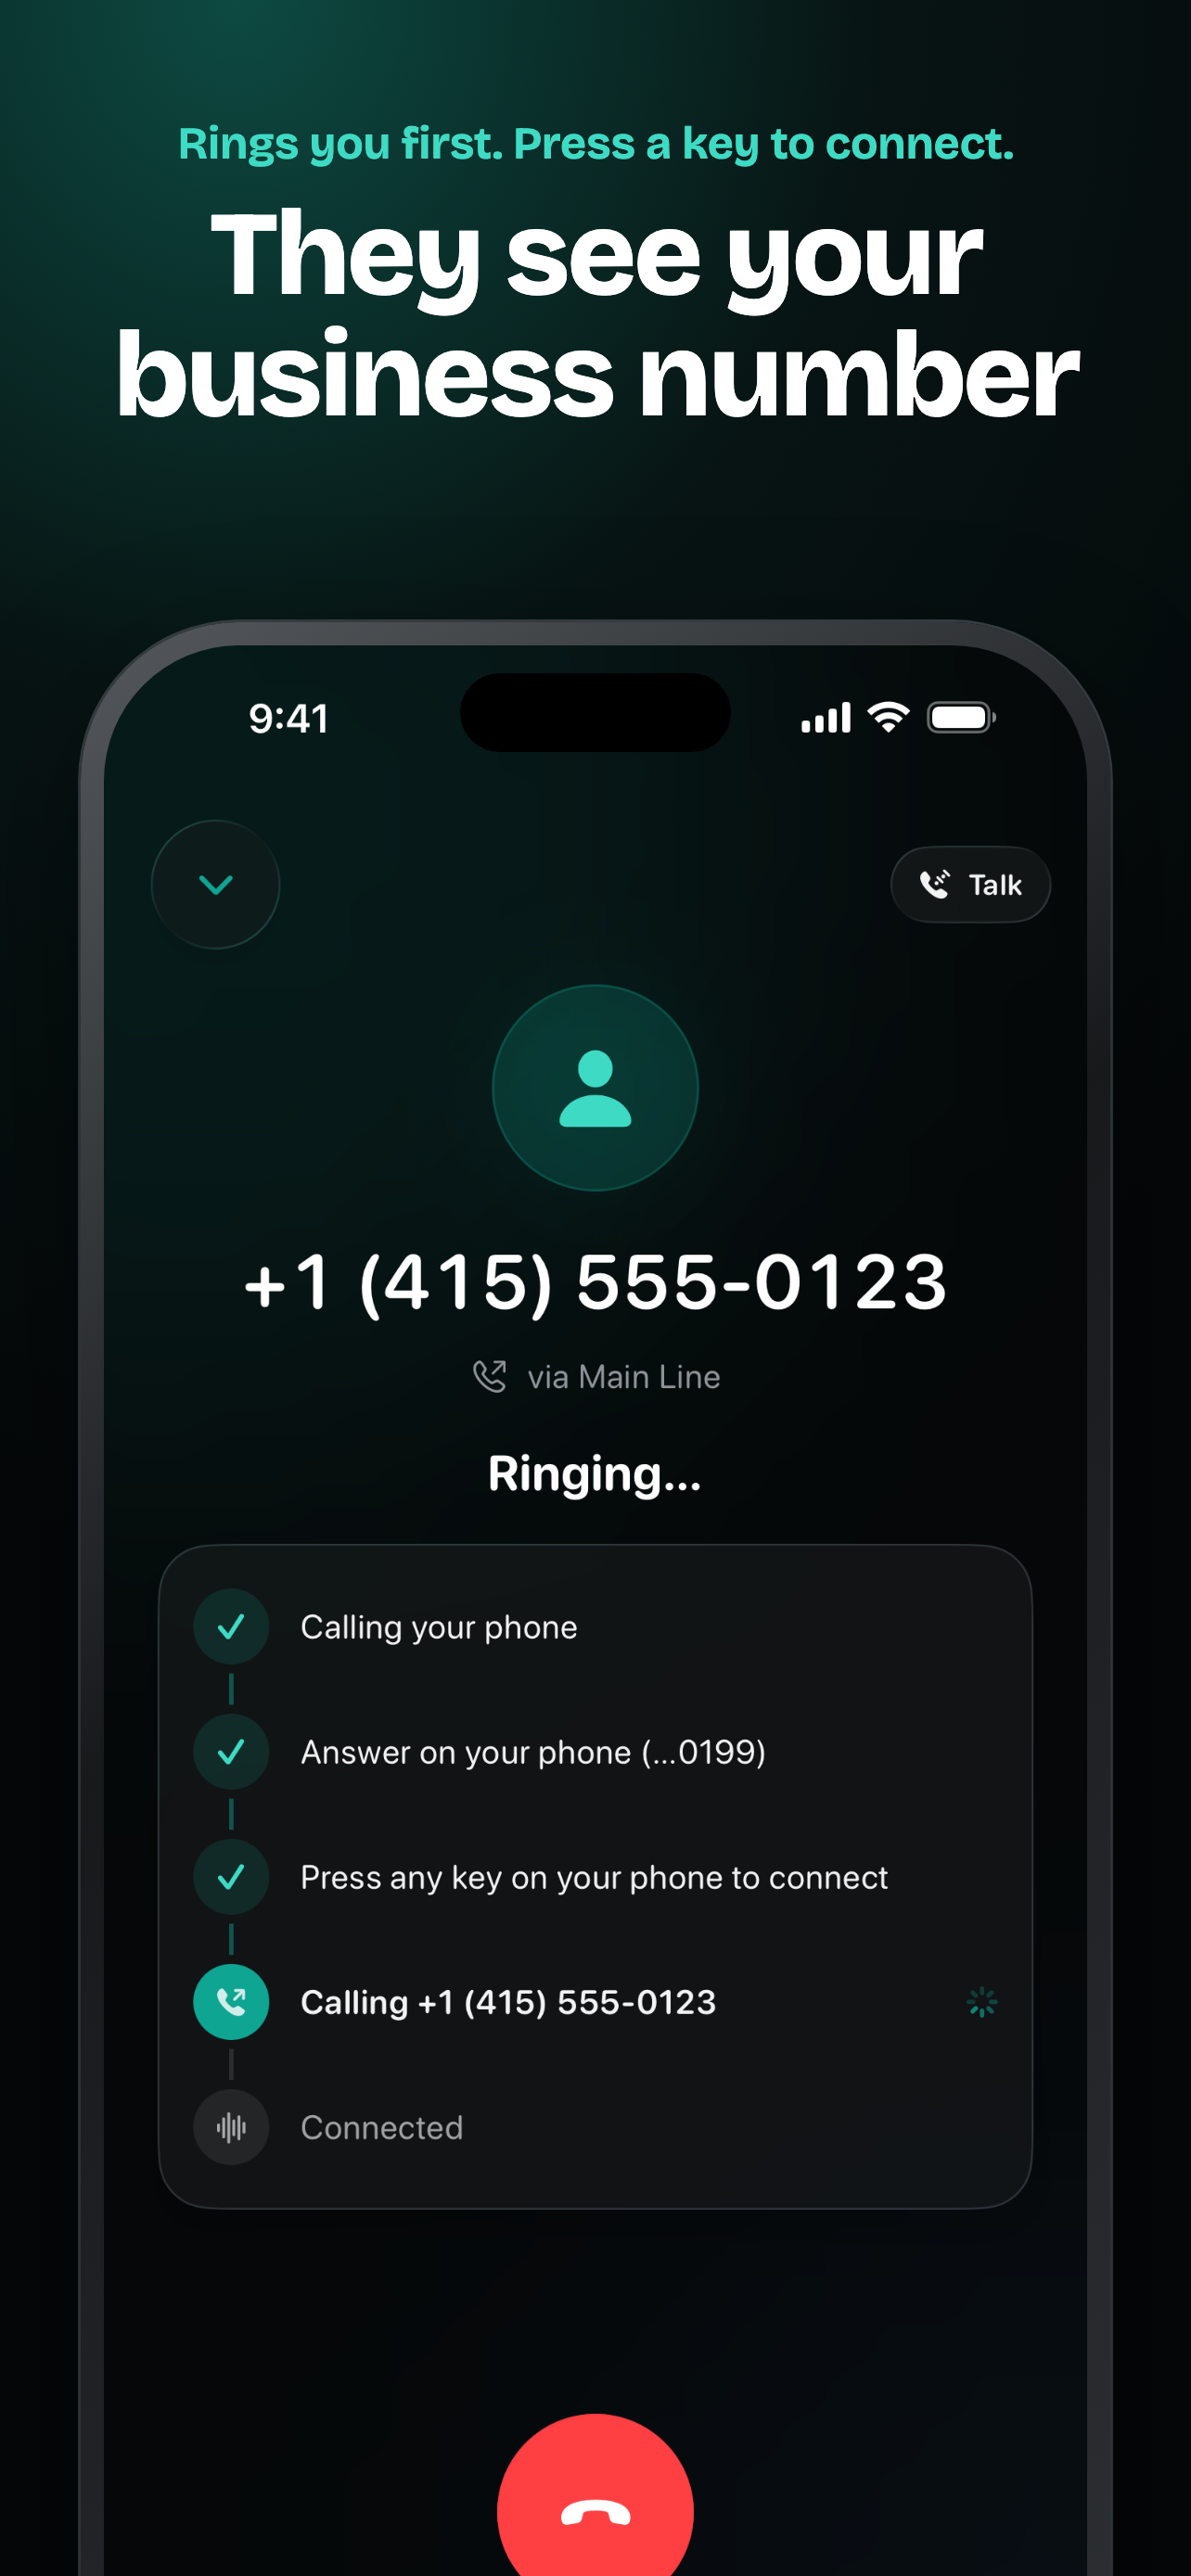 Rings you first. Press a key to connect.
They see your
business number
9:41
Talk
+1 (415) 555-0123
via Main Line
Ringing...
Calling your phone
Answer on your phone (...0199)
Press any key on your phone to connect
Calling +1 (415) 555-0123
Connected